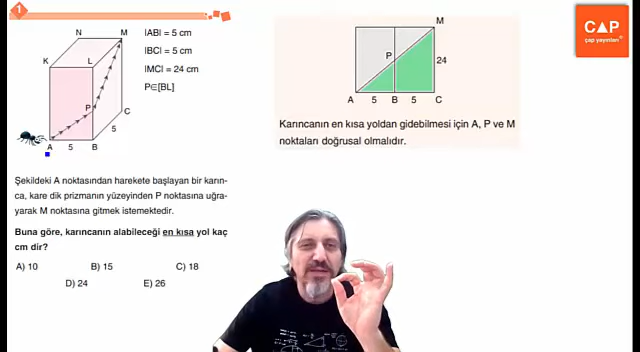 1
N
M
K
L
P
C
5
A
5
B
|AB| = 5 cm
|BC| = 5 cm
|MC| = 24 cm
P∈[BL]
Şekildeki A noktasından harekete başlayan bir karın-
ca, kare dik prizmanın yüzeyinden P noktasına uğra-
yarak M noktasına gitmek istemektedir.
Buna göre, karıncanın alabileceği en kısa yol kaç
cm dir?
A) 10
B) 15
C) 18
D) 24
E) 26
M
P
24
A
5
B
5
C
Karıncanın en kısa yoldan gidebilmesi için A, P ve M
noktaları doğrusal olmalıdır.
ÇAP
çap yayınları